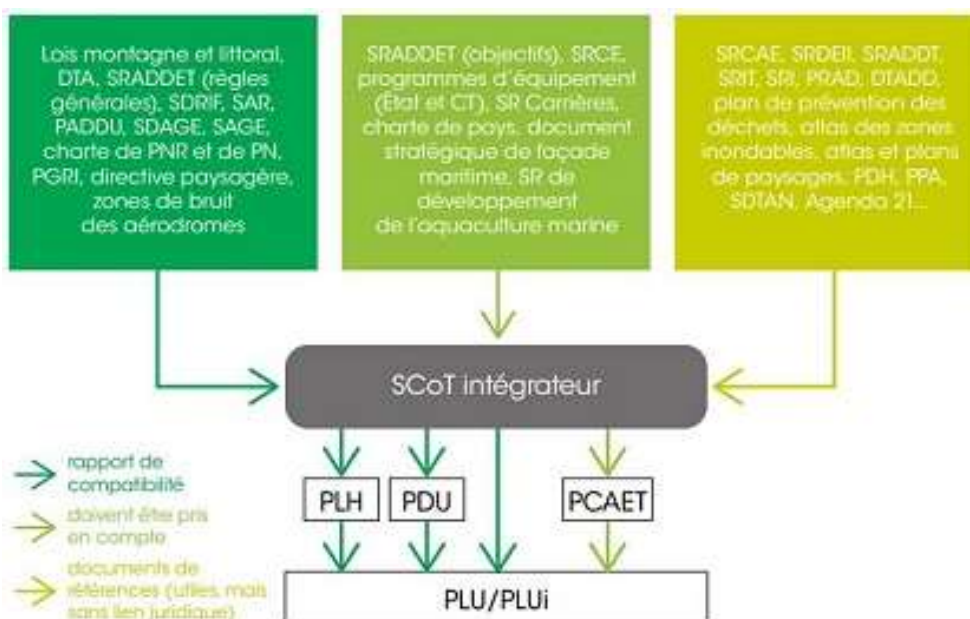 Lois montagne et littoral,
DTA, SRADDET (règles
générales), SDRIF, SAR,
PADDU, SDAGE, SAGE,
charte de PNR et de PN,
PGRI, directive paysagère,
zones de bruit
des aérodromes
SRADDET (objectifs), SRCE,
programmes d'équipement
(État et CT), SR Carrières,
charte de pays, document
stratégique de façade
maritime, SR de
développement
de l'aquaculture marine
SRCAE, SRDEII, SRADDT,
SRIT, SRI, PRAD, DTADD,
plan de prévention des
déchets, atlas des zones
inondables, atlas et plans
de paysages, PDH, PPA,
SDTAN, Agenda 21...
SCoT intégrateur
rapport de
compatibilité
doivent être pris
en compte
documents de
références (utiles, mais
sans lien juridique)
PLH
PDU
PCAET
PLU/PLUi